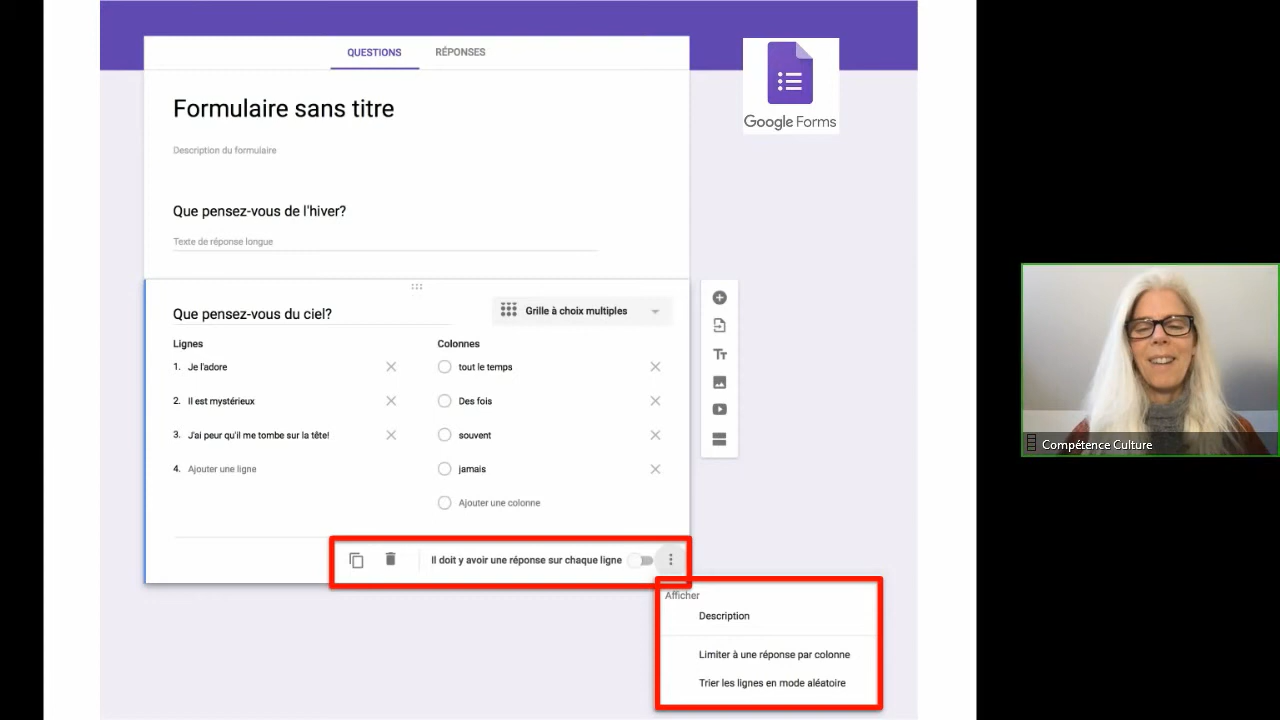 QUESTIONS RÉPONSES
Google Forms
Formulaire sans titre
Description du formulaire
Que pensez-vous de l'hiver?
Texte de réponse longue
Que pensez-vous du ciel?
Grille à choix multiples
Lignes
Colonnes
1. Je l'adore
tout le temps
2. Il est mystérieux
Des fois
3. J'ai peur qu'il me tombe sur la tête!
souvent
4. Ajouter une ligne
jamais
Ajouter une colonne
Tт
Il doit y avoir une réponse sur chaque ligne
Afficher
Description
Limiter à une réponse par colonne
Trier les lignes en mode aléatoire
Compétence Culture